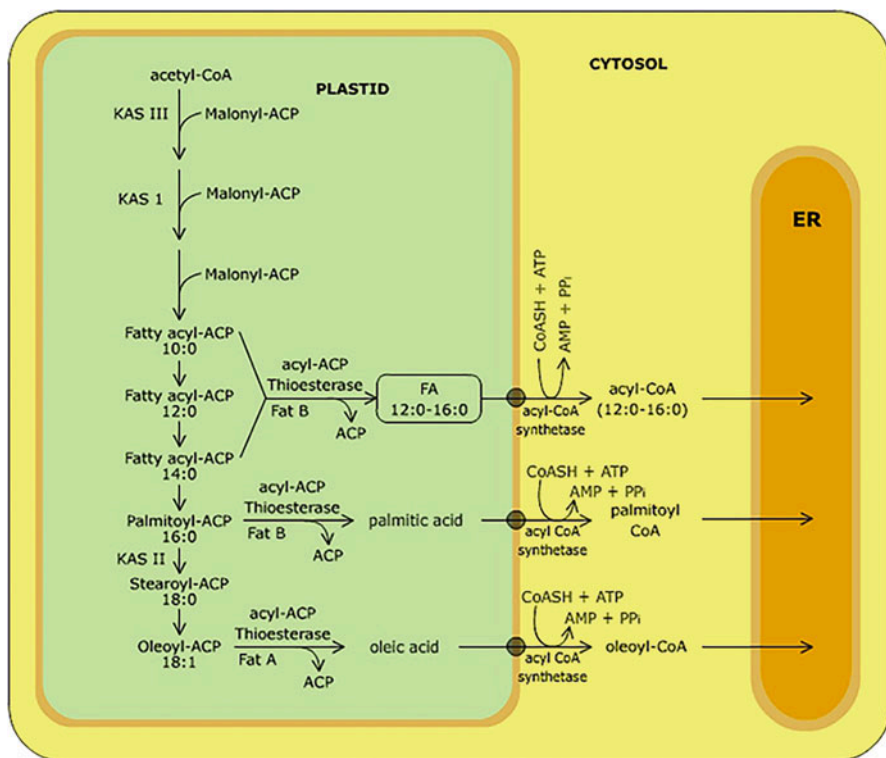 PLASTID
CYTOSOL
ER
acetyl-CoA
KAS III
Malonyl-ACP
KAS 1
Malonyl-ACP
Malonyl-ACP
Fatty acyl-ACP
10:0
Fatty acyl-ACP
12:0
Fatty acyl-ACP
14:0
acyl-ACP
Thioesterase
Fat B
ACP
FA
12:0-16:0
CoASH + ATP
AMP + PPi
acyl-CoA
synthetase
acyl-CoA
(12:0-16:0)
Palmitoyl-ACP
16:0
acyl-ACP
Thioesterase
Fat B
ACP
palmitic acid
CoASH + ATP
AMP + PPi
acyl CoA
synthetase
palmitoyl
CoA
KAS II
Stearoyl-ACP
18:0
Oleoyl-ACP
18:1
acyl-ACP
Thioesterase
Fat A
ACP
oleic acid
CoASH + ATP
AMP + PPi
acyl CoA
synthetase
oleoyl-CoA